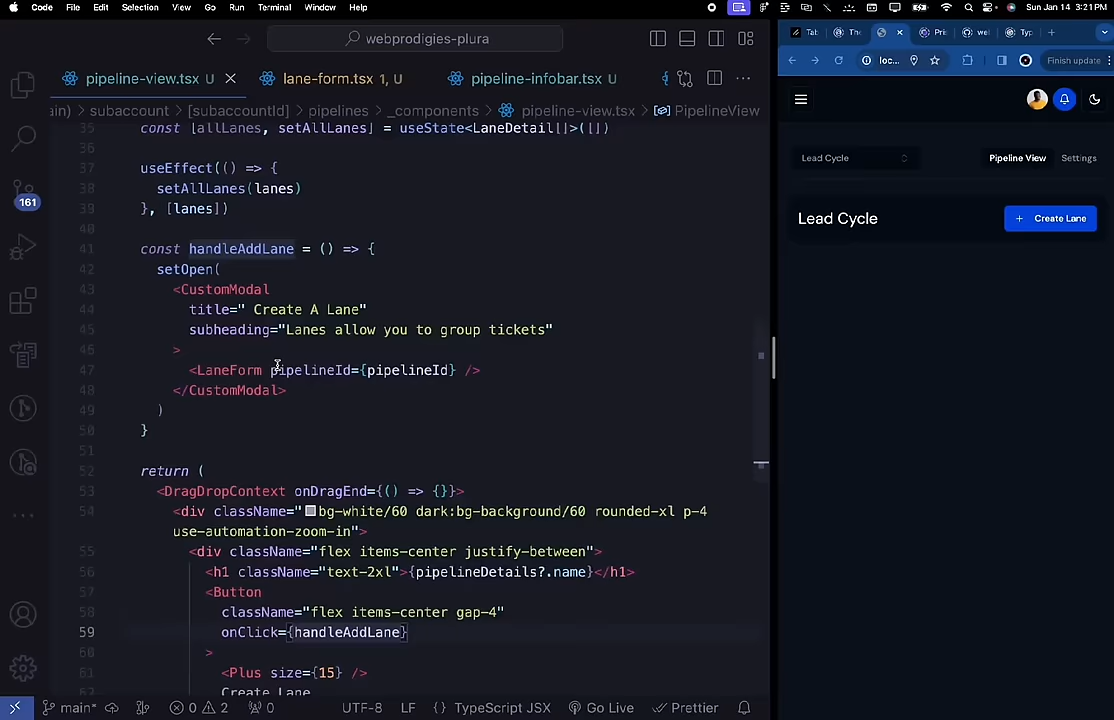 Code File Edit Selection View Go Run Terminal Window Help Sun Jan 14 3:21 PM
webprodigies-plura
pipeline-view.tsx U lane-form.tsx 1, U pipeline-infobar.tsx U
ain) › subaccount › [subaccountId] › pipelines › _components › pipeline-view.tsx › PipelineView
35 const [allLanes, setAllLanes] = useState<LaneDetail[]>([])
36
37 useEffect(() => {
38 setAllLanes(lanes)
39 }, [lanes])
40
41 const handleAddLane = () => {
42 setOpen(
43 <CustomModal
44 title=" Create A Lane"
45 subheading="Lanes allow you to group tickets"
46 >
47 <LaneForm pipelineId={pipelineId} />
48 </CustomModal>
49 )
50 }
51
52 return (
53 <DragDropContext onDragEnd={() => {}}>
54 <div className="bg-white/60 dark:bg-background/60 rounded-xl p-4
use-automation-zoom-in">
55 <div className="flex items-center justify-between">
56 <h1 className="text-2xl">{pipelineDetails?.name}</h1>
57 <Button
58 className="flex items-center gap-4"
59 onClick={handleAddLane}
60 >
61 <Plus size={15} />
62 Create Lane
161
main* 0 2 0 UTF-8 LF {} TypeScript JSX Go Live Prettier
Tab The Pris wel Typ
loc... Finish update
Lead Cycle Pipeline View Settings
Lead Cycle + Create Lane